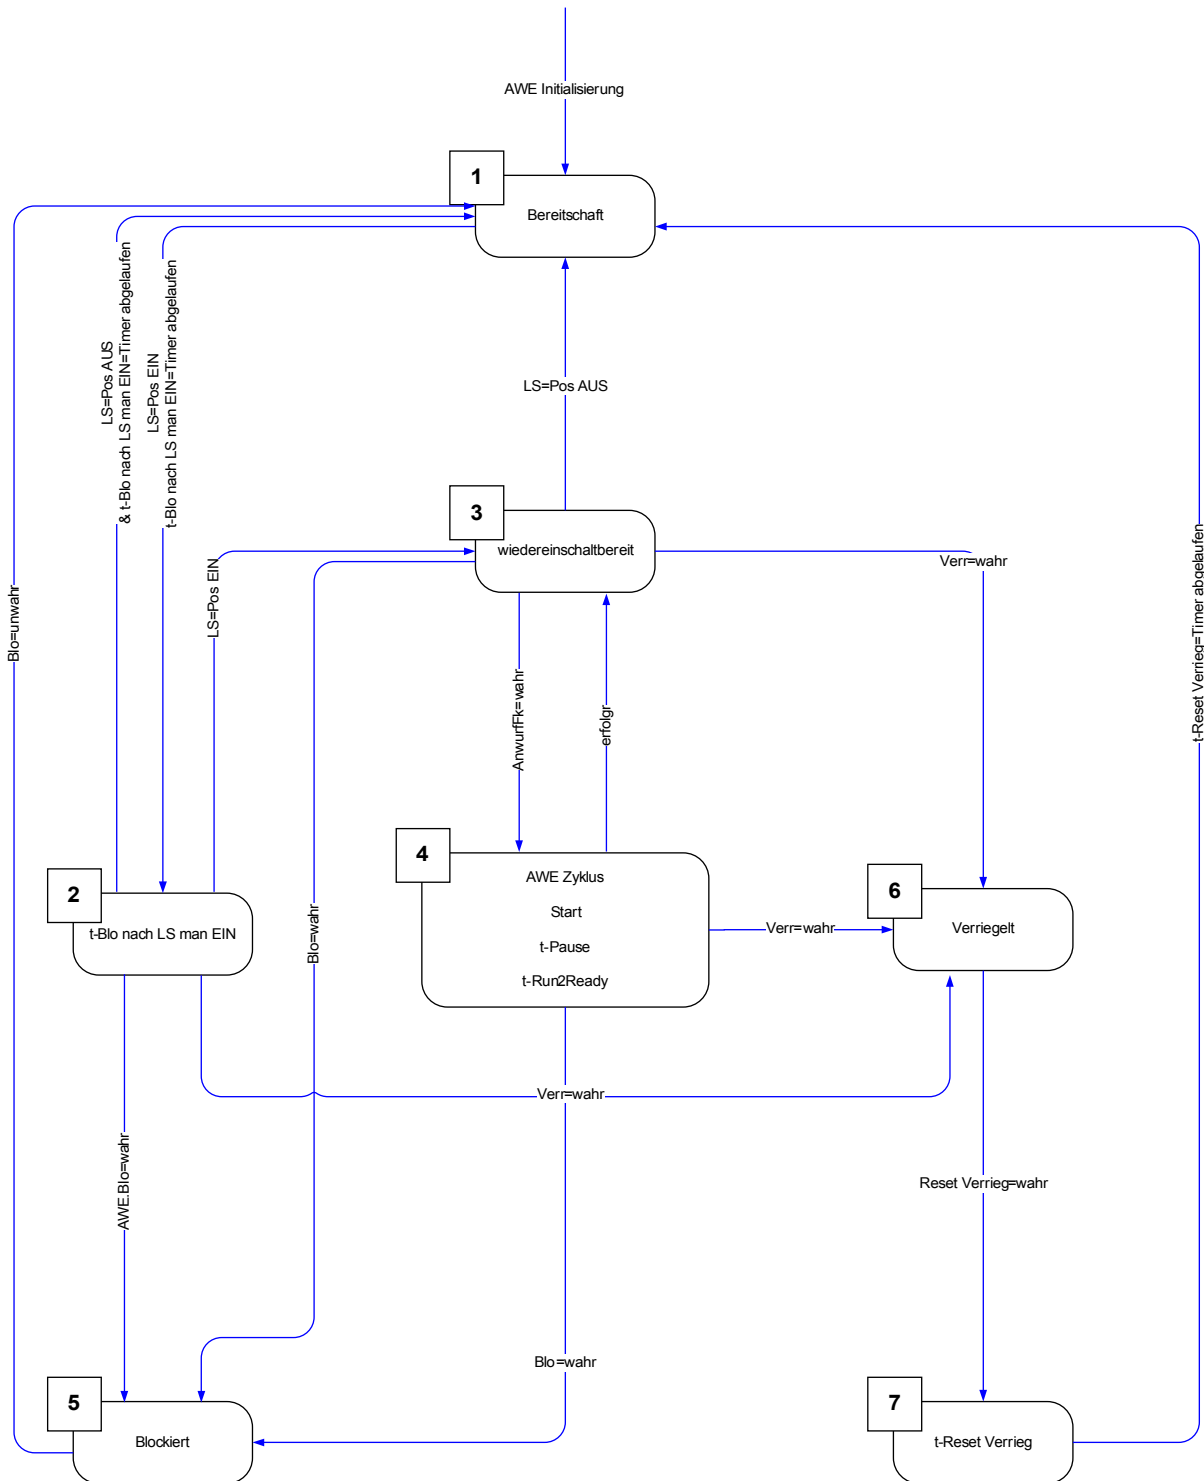 AWE Initialisierung
1
Bereitschaft
LS=Pos AUS
& t-Blo nach LS man EIN=Timer abgelaufen
LS=Pos EIN
t-Blo nach LS man EIN=Timer abgelaufen
LS=Pos AUS
3
wiedereinschaltbereit
Verr=wahr
LS=Pos EIN
Blo=unwahr
t-Reset Verrieg=Timer abgelaufen
AnwurfFk=wahr
erfolgr
4
AWE Zyklus
Start
t-Pause
t-Run2Ready
2
t-Blo nach LS man EIN
Blo=wahr
Verr=wahr
6
Verriegelt
Verr=wahr
AWE.Blo=wahr
Reset Verrieg=wahr
Blo=wahr
5
Blockiert
7
t-Reset Verrieg